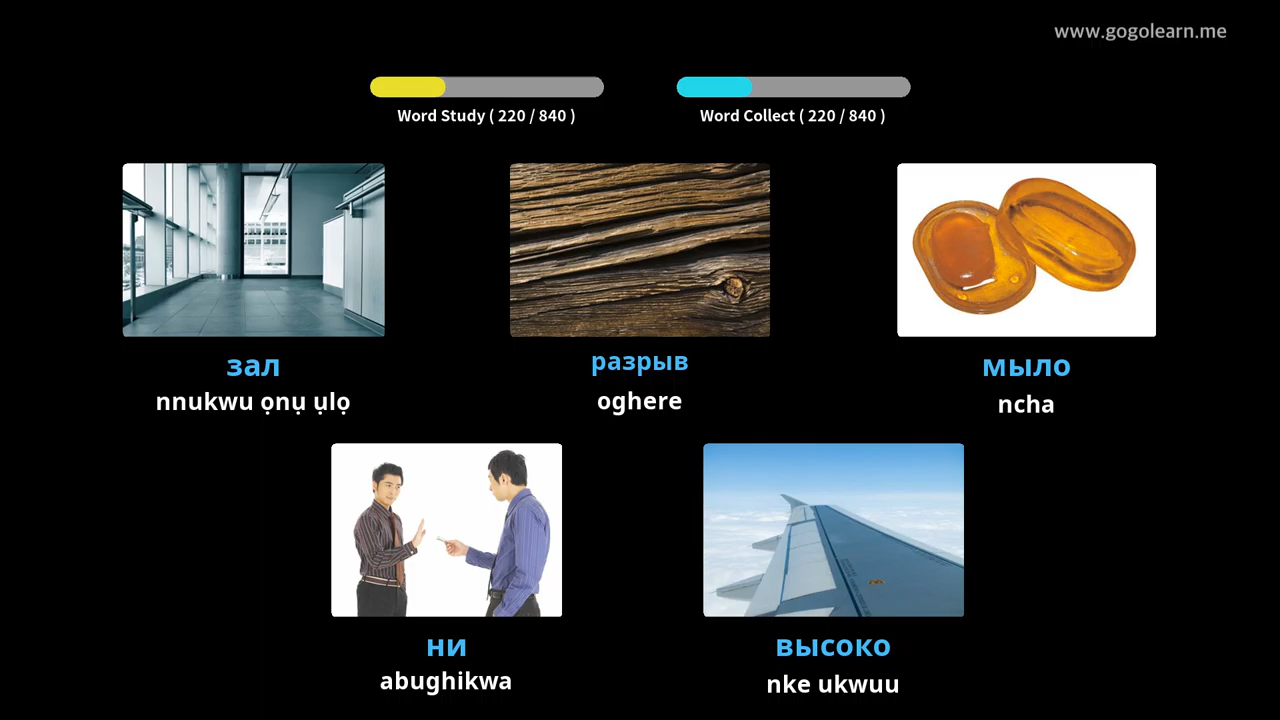 www.gogolearn.me
Word Study ( 220 / 840 )
Word Collect ( 220 / 840 )
зал
nnukwu ọnụ ụlọ
разрыв
oghere
мыло
ncha
ни
abughikwa
высоко
nke ukwuu